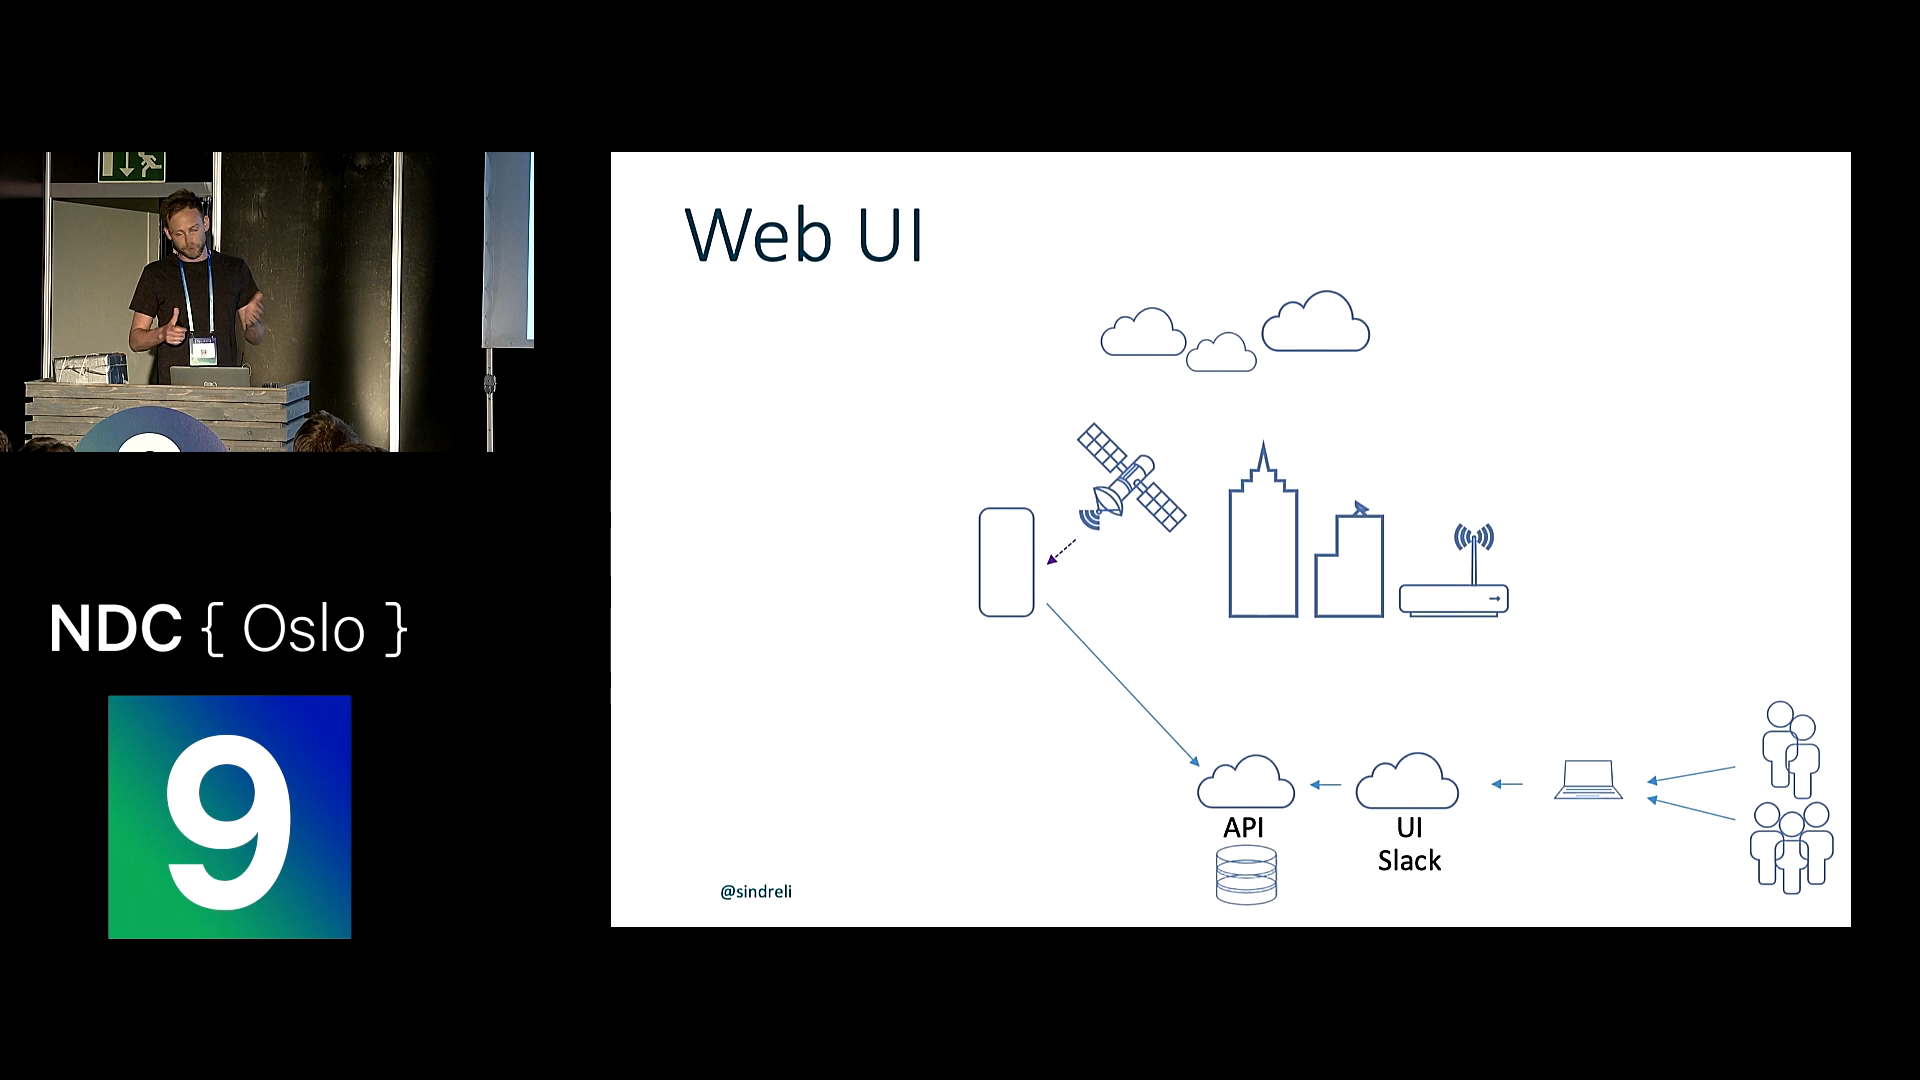 Web UI
NDC { Oslo }
9
API
UI
Slack
@sindreli